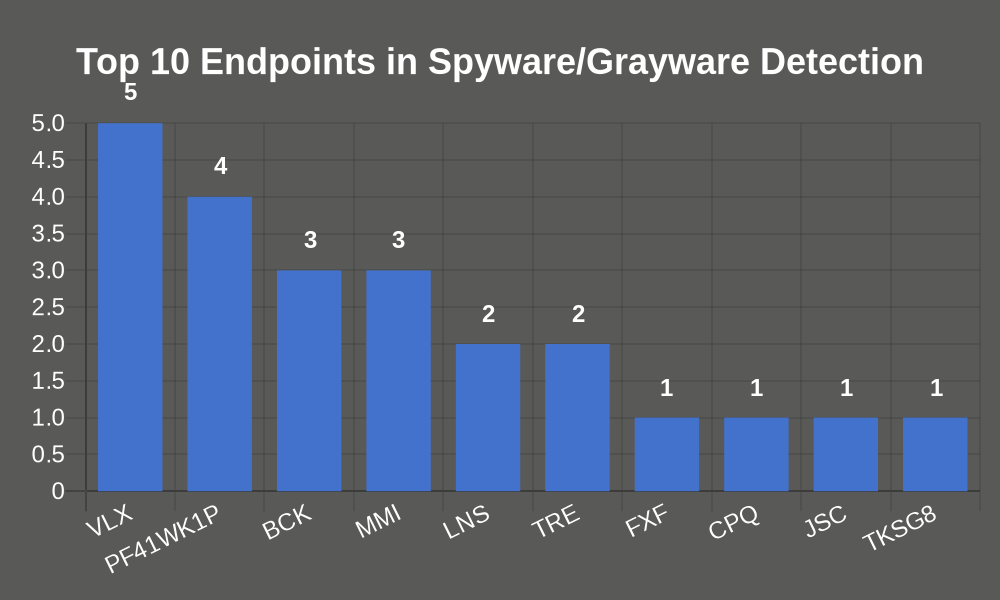 Top 10 Endpoints in Spyware/Grayware Detection
5
5.0
4.5
4
4.0
3.5
3
3
3.0
2.5
2
2
2.0
1.5
1
1
1
1
1.0
0.5
0
VLX
PF41WK1P
BCK
MMI
LNS
TRE
FXF
CPQ
JSC
TKSG8